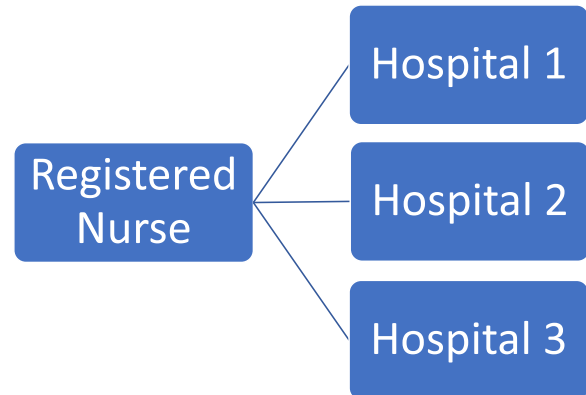 Registered
Nurse
Hospital 1
Hospital 2
Hospital 3